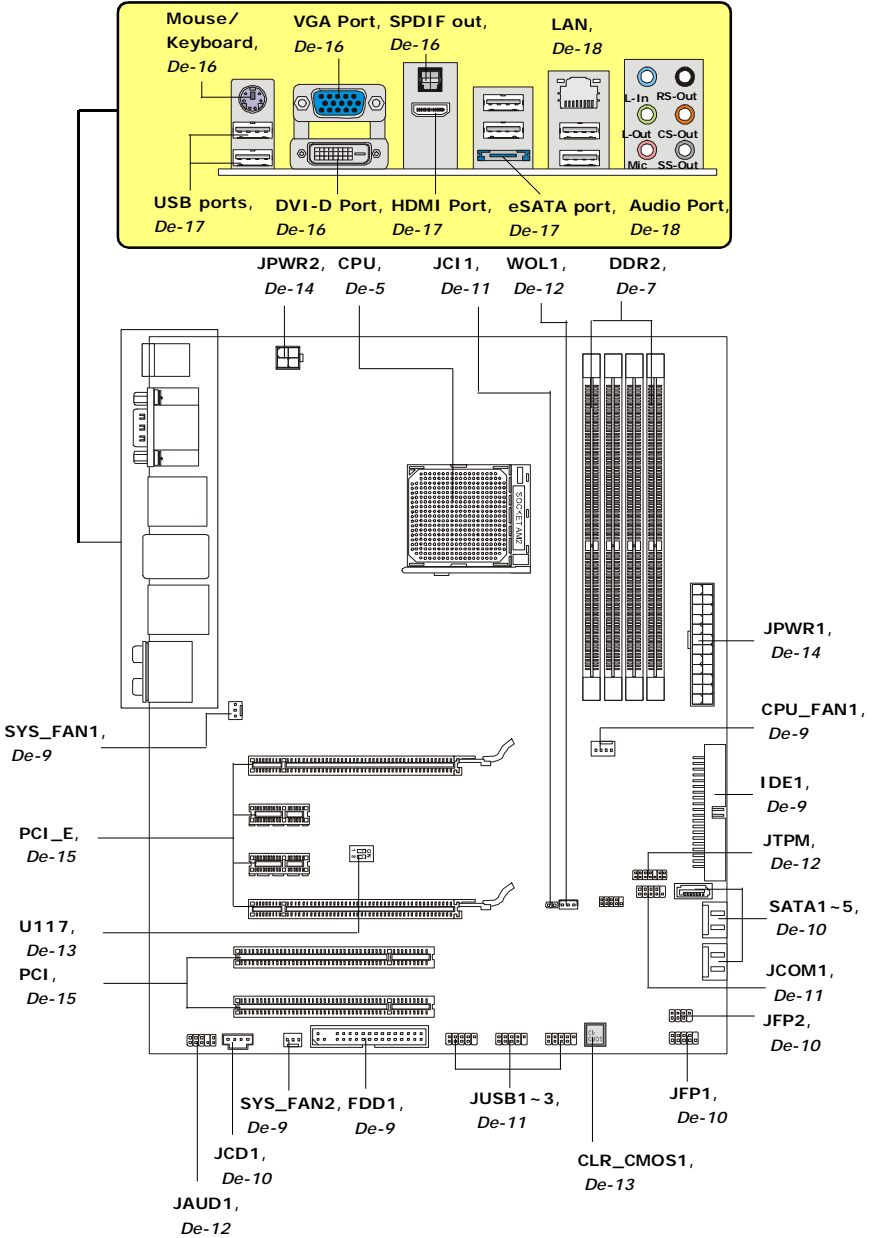 Mouse/
Keyboard,
De-16
VGA Port,
De-16
SPDIF out,
De-16
LAN,
De-18
L-In RS-Out
L-Out CS-Out
Mic SS-Out
USB ports,
De-17
DVI-D Port,
De-16
HDMI Port,
De-17
eSATA port,
De-17
Audio Port,
De-18
JPWR2,
De-14
CPU,
De-5
JCI1,
De-11
WOL1,
De-12
DDR2,
De-7
SOCKET AM2
JPWR1,
De-14
SYS_FAN1,
De-9
CPU_FAN1,
De-9
IDE1,
De-9
PCI_E,
De-15
ON
1 2
JTPM,
De-12
SATA1~5,
De-10
U117,
De-13
PCI,
De-15
JCOM1,
De-11
JFP2,
De-10
CLR
CMOS
SYS_FAN2,
De-9
FDD1,
De-9
JUSB1~3,
De-11
JFP1,
De-10
JCD1,
De-10
CLR_CMOS1,
De-13
JAUD1,
De-12